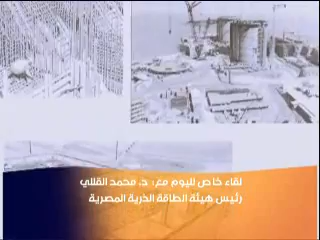 لقاء خاص لليوم مع: د. محمد القللي
رئيس هيئة الطاقة الذرية المصرية